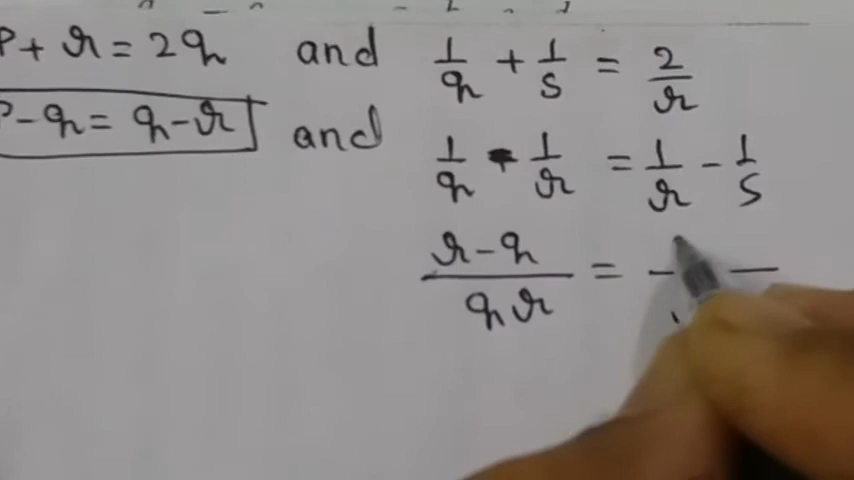 p + r = 2q and 1/q + 1/s = 2/r
p - q = q - r and
1/q - 1/r = 1/r - 1/s
r - q / qr =